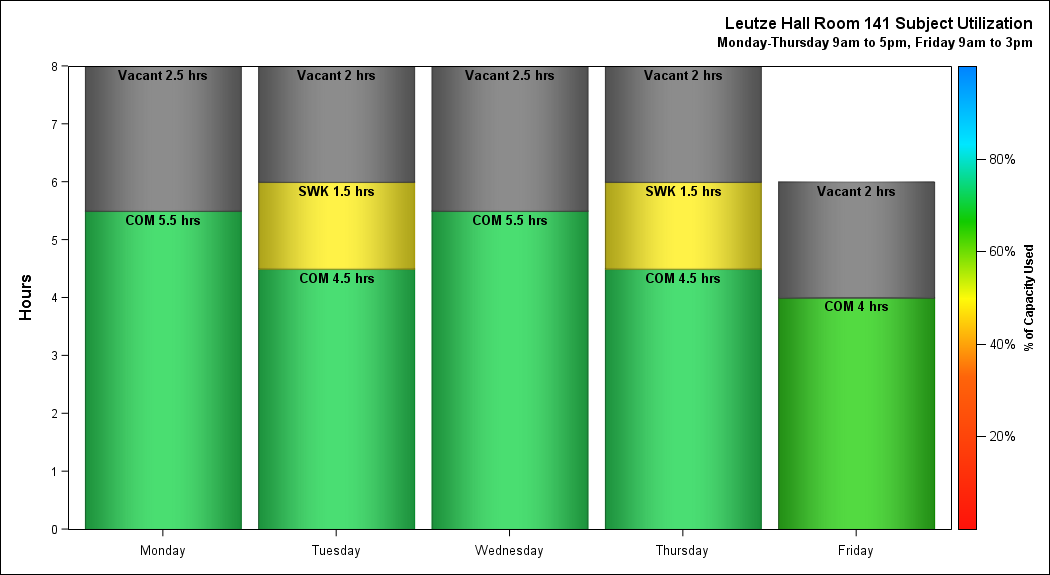 Leutze Hall Room 141 Subject Utilization
Monday-Thursday 9am to 5pm, Friday 9am to 3pm
Hours
8
7
6
5
4
3
2
1
0
Vacant 2.5 hrs
COM 5.5 hrs
Vacant 2 hrs
SWK 1.5 hrs
COM 4.5 hrs
Vacant 2.5 hrs
COM 5.5 hrs
Vacant 2 hrs
SWK 1.5 hrs
COM 4.5 hrs
Vacant 2 hrs
COM 4 hrs
Monday
Tuesday
Wednesday
Thursday
Friday
80%
60%
40%
20%
% of Capacity Used